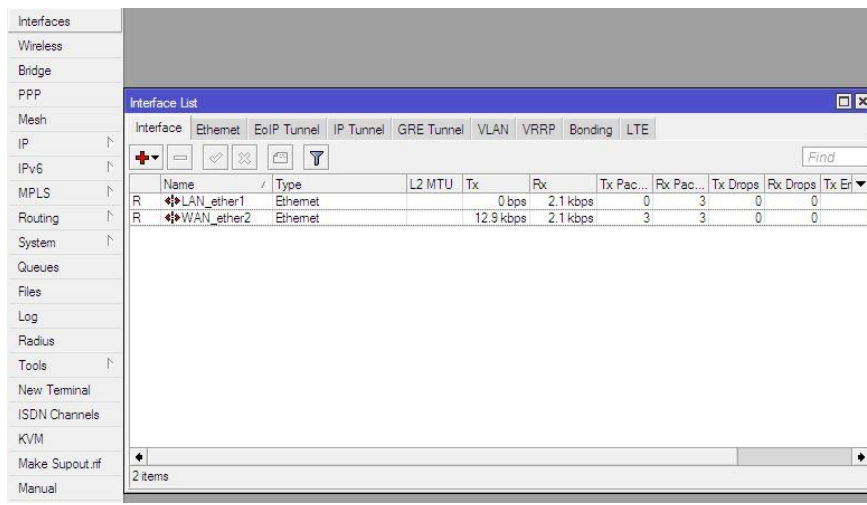 Interfaces
Wireless
Bridge
PPP
Mesh
IP
IPv6
MPLS
Routing
System
Queues
Files
Log
Radius
Tools
New Terminal
ISDN Channels
KVM
Make Supout.rif
Manual
Interface List
Interface Ethernet EoIP Tunnel IP Tunnel GRE Tunnel VLAN VRRP Bonding LTE
Find
Name / Type L2 MTU Tx Rx Tx Pac... Rx Pac... Tx Drops Rx Drops Tx Er
R LAN_ether1 Ethernet 0 bps 2.1 kbps 0 3 0 0
R WAN_ether2 Ethernet 12.9 kbps 2.1 kbps 3 3 0 0
2 items